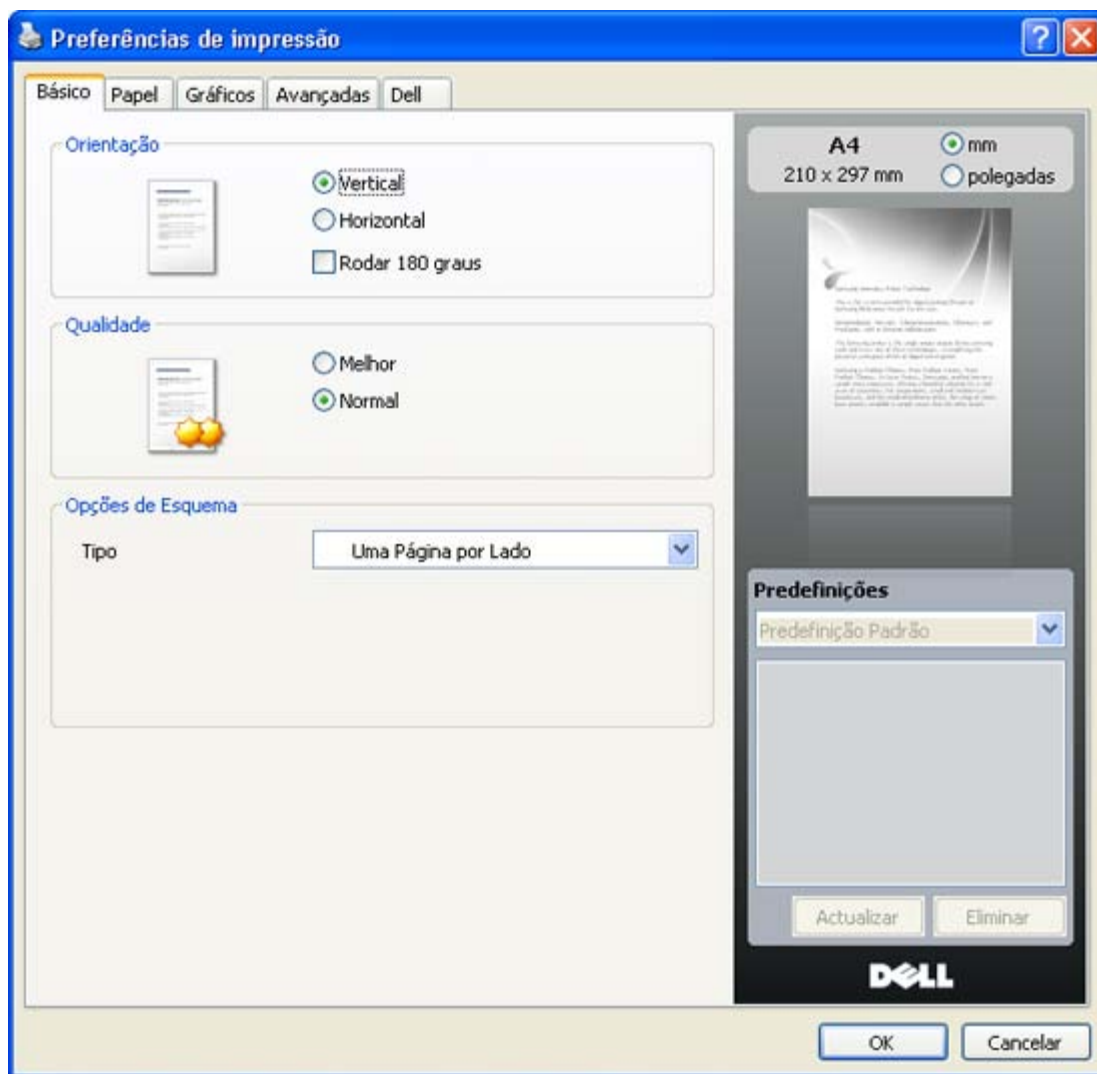 Preferências de impressão
Básico Papel Gráficos Avançadas Dell
Orientação
Vertical
Horizontal
Rodar 180 graus
Qualidade
Melhor
Normal
Opções de Esquema
Tipo Uma Página por Lado
A4
210 x 297 mm
mm
polegadas
Predefinições
Predefinição Padrão
Actualizar Eliminar
DELL
OK Cancelar